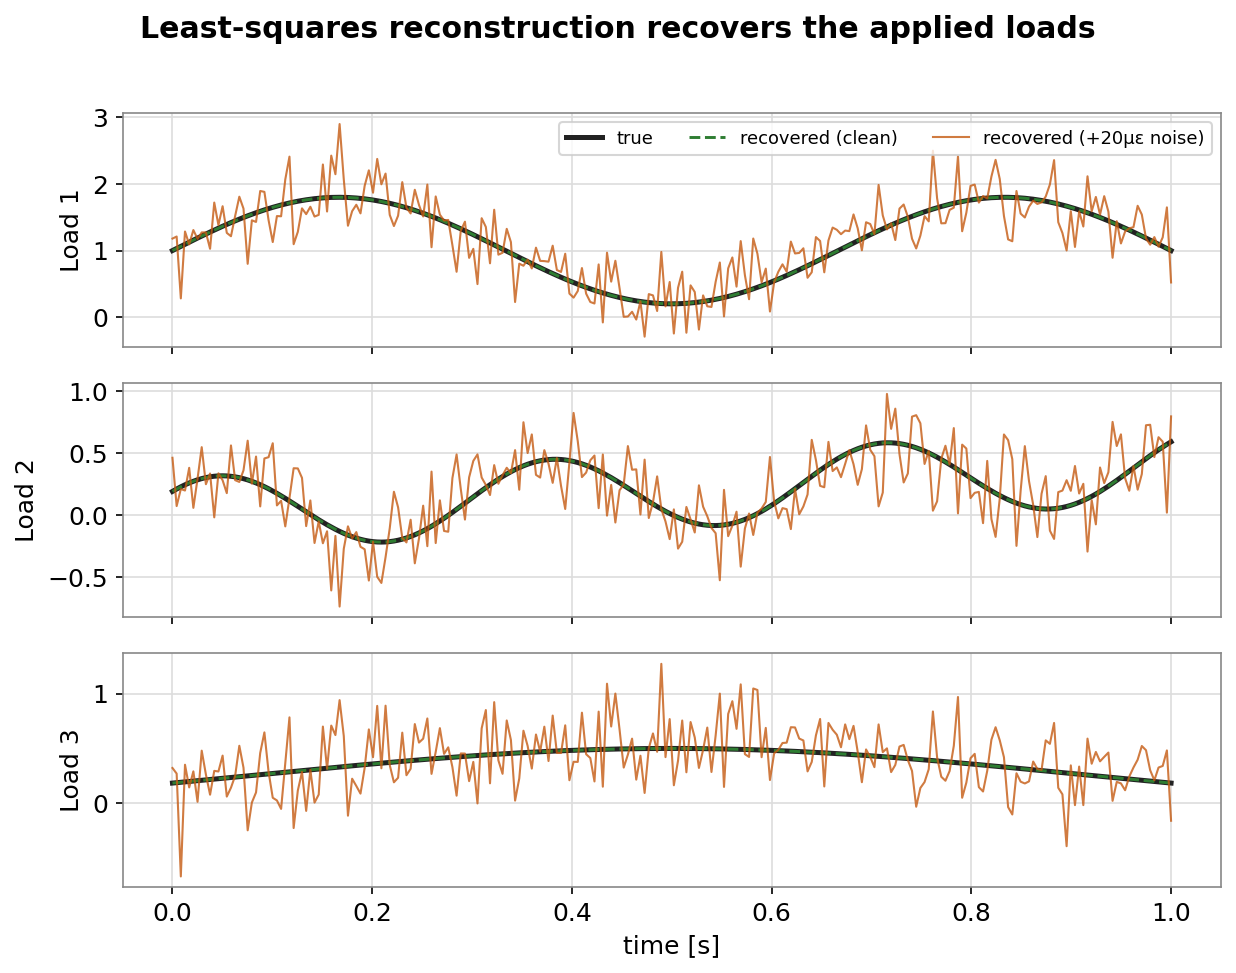 Least-squares reconstruction recovers the applied loads
true recovered (clean) recovered (+20με noise)
Load 1
3
2
1
0
Load 2
1.0
0.5
0.0
−0.5
Load 3
1
0
0.0 0.2 0.4 0.6 0.8 1.0
time [s]